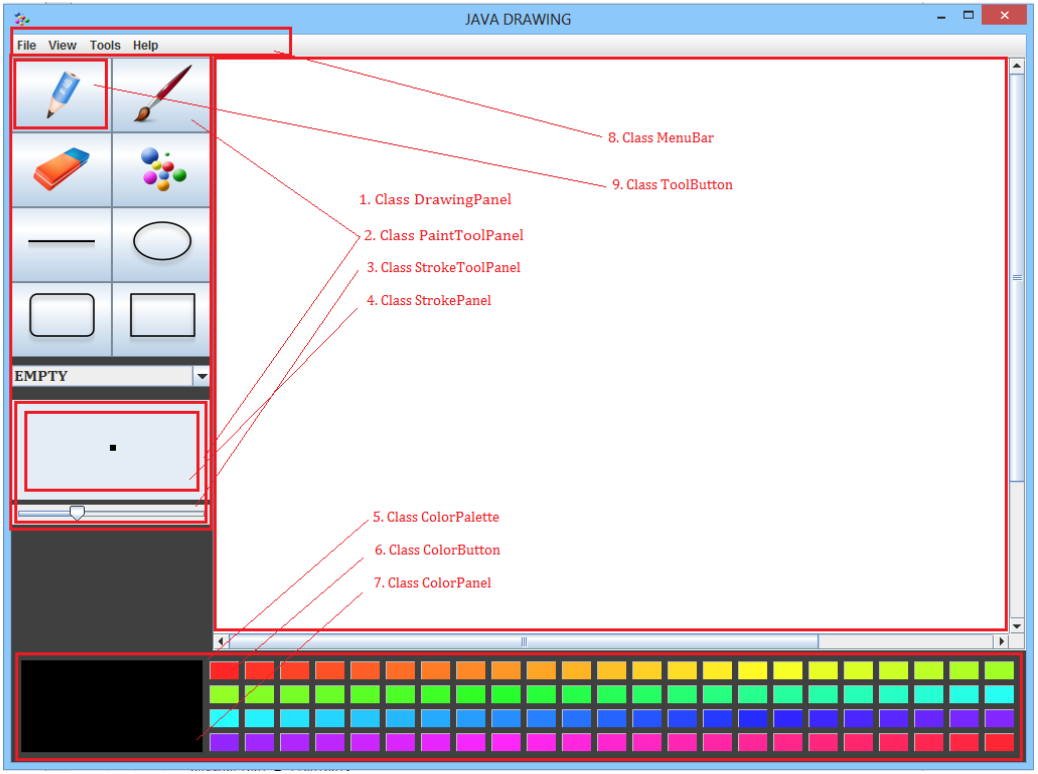 JAVA DRAWING
File View Tools Help
8. Class MenuBar
9. Class ToolButton
1. Class DrawingPanel
2. Class PaintToolPanel
3. Class StrokeToolPanel
4. Class StrokePanel
EMPTY
5. Class ColorPalette
6. Class ColorButton
7. Class ColorPanel